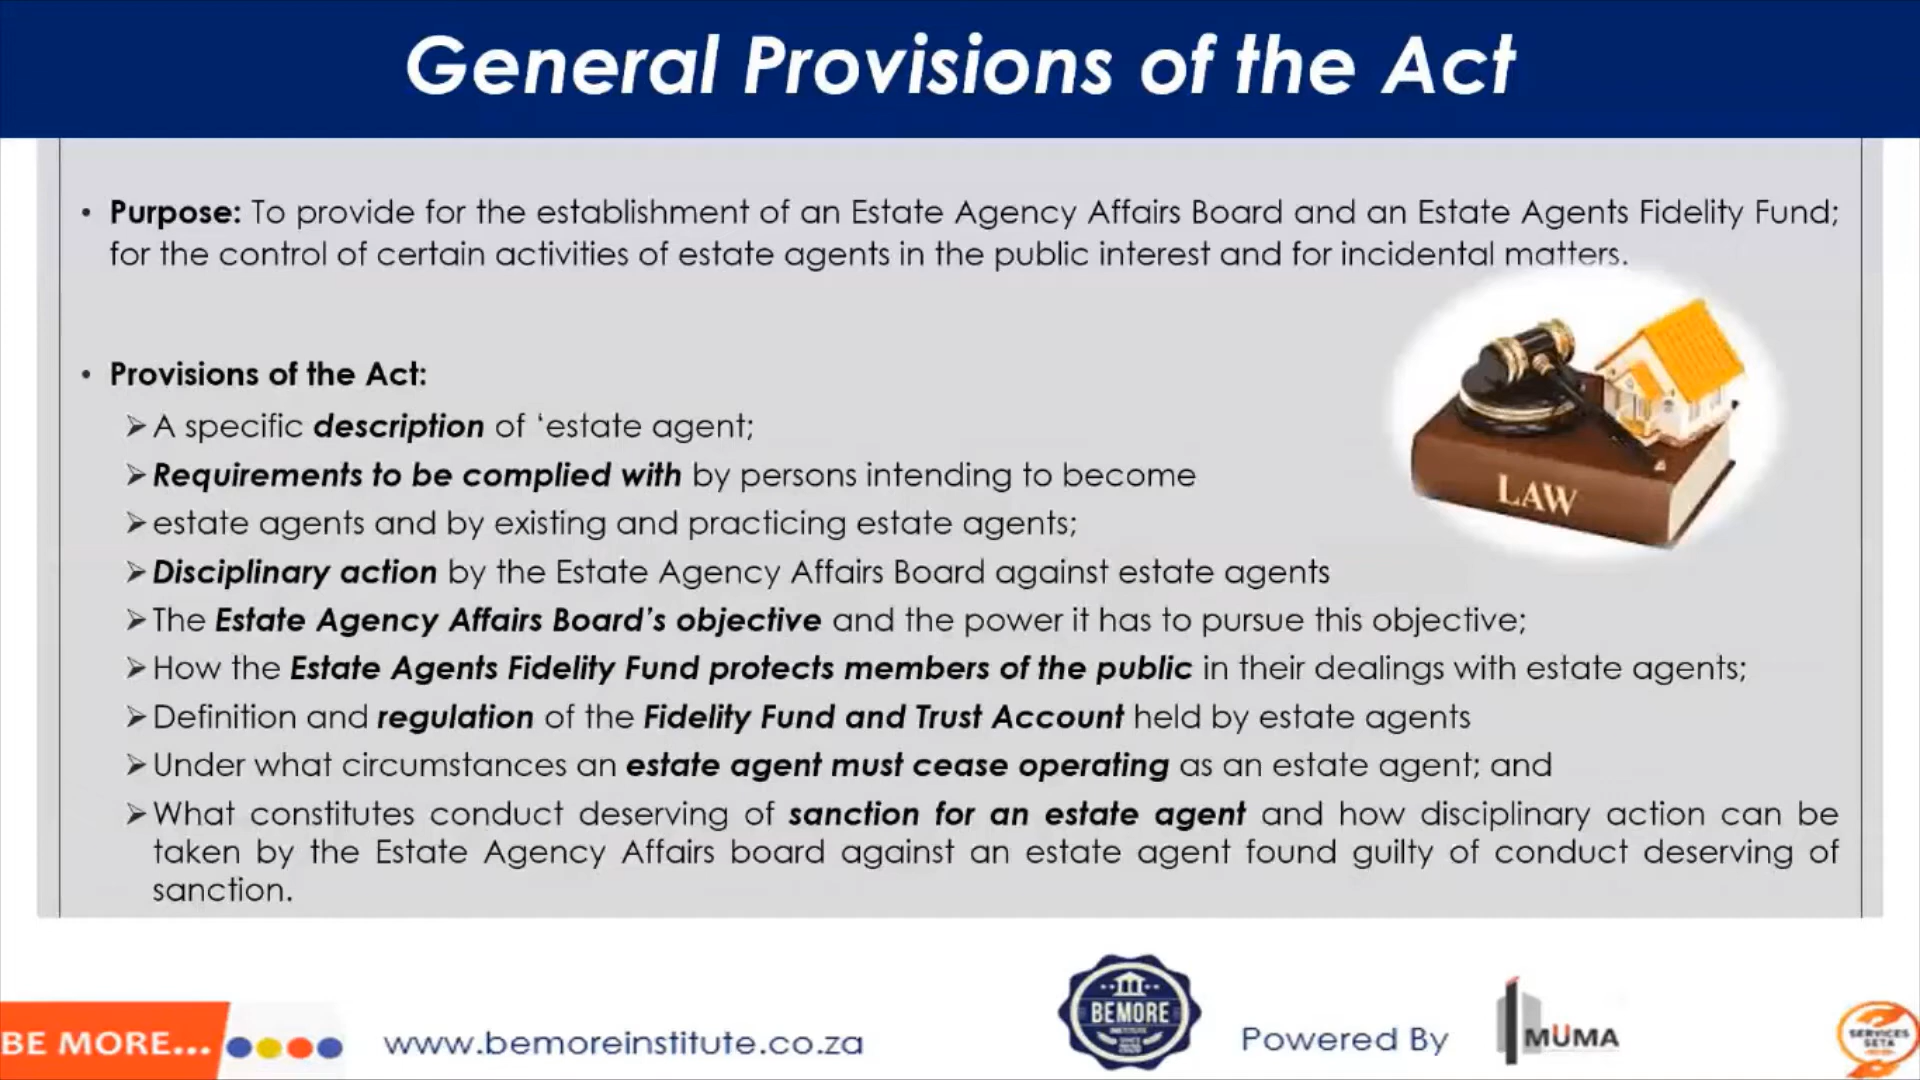 General Provisions of the Act
• Purpose: To provide for the establishment of an Estate Agency Affairs Board and an Estate Agents Fidelity Fund;
for the control of certain activities of estate agents in the public interest and for incidental matters.
• Provisions of the Act:
➢ A specific description of ‘estate agent;
➢ Requirements to be complied with by persons intending to become
➢ estate agents and by existing and practicing estate agents;
➢ Disciplinary action by the Estate Agency Affairs Board against estate agents
➢ The Estate Agency Affairs Board’s objective and the power it has to pursue this objective;
➢ How the Estate Agents Fidelity Fund protects members of the public in their dealings with estate agents;
➢ Definition and regulation of the Fidelity Fund and Trust Account held by estate agents
➢ Under what circumstances an estate agent must cease operating as an estate agent; and
➢ What constitutes conduct deserving of sanction for an estate agent and how disciplinary action can be
taken by the Estate Agency Affairs board against an estate agent found guilty of conduct deserving of
sanction.
LAW
BE MORE...
www.bemoreinstitute.co.za
BEMORE
INSTITUTE
Powered By
MUMA
SERVICES
SETA